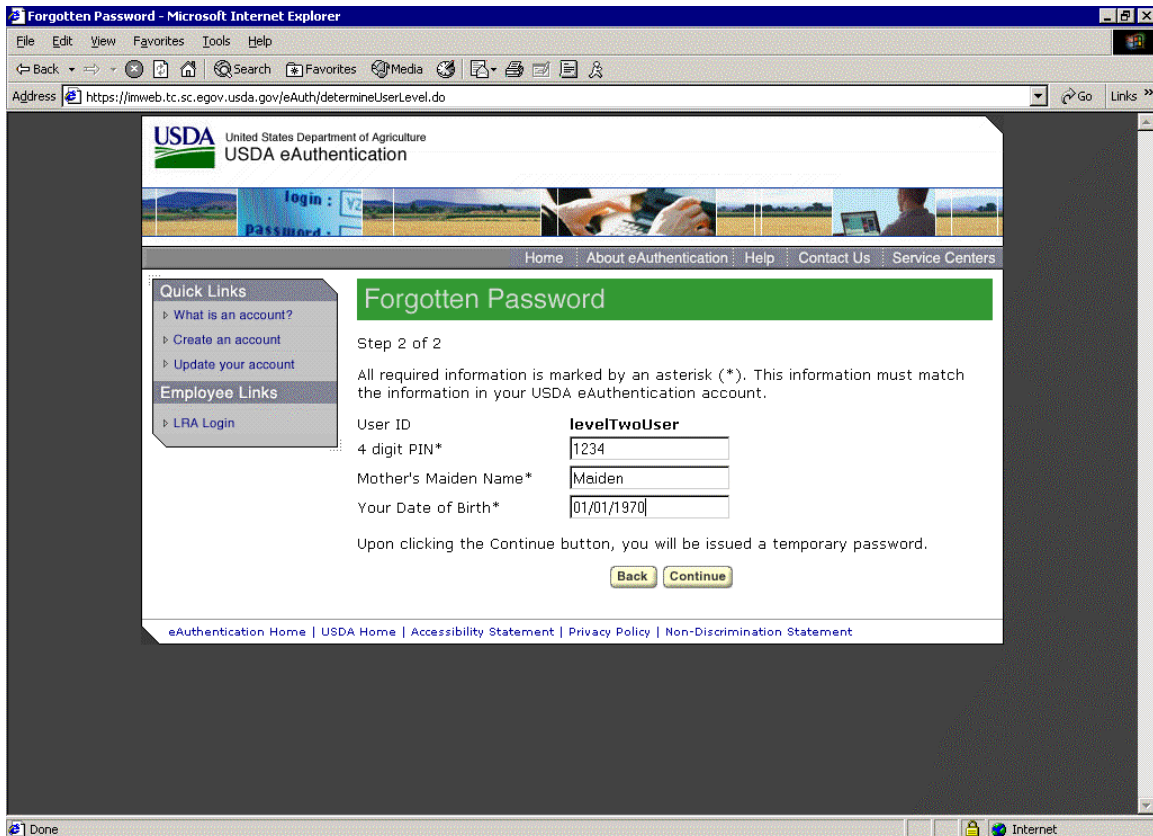 Forgotten Password - Microsoft Internet Explorer
File Edit View Favorites Tools Help
Back Search Favorites Media
Address https://imweb.tc.sc.egov.usda.gov/eAuth/determineUserLevel.do Go Links »
USDA United States Department of Agriculture
USDA eAuthentication
login : YZ
password :
Home About eAuthentication Help Contact Us Service Centers
Quick Links
What is an account?
Create an account
Update your account
Employee Links
LRA Login
Forgotten Password
Step 2 of 2
All required information is marked by an asterisk (*). This information must match
the information in your USDA eAuthentication account.
User ID levelTwoUser
4 digit PIN* 1234
Mother's Maiden Name* Maiden
Your Date of Birth* 01/01/1970
Upon clicking the Continue button, you will be issued a temporary password.
Back Continue
eAuthentication Home | USDA Home | Accessibility Statement | Privacy Policy | Non-Discrimination Statement
Done Internet